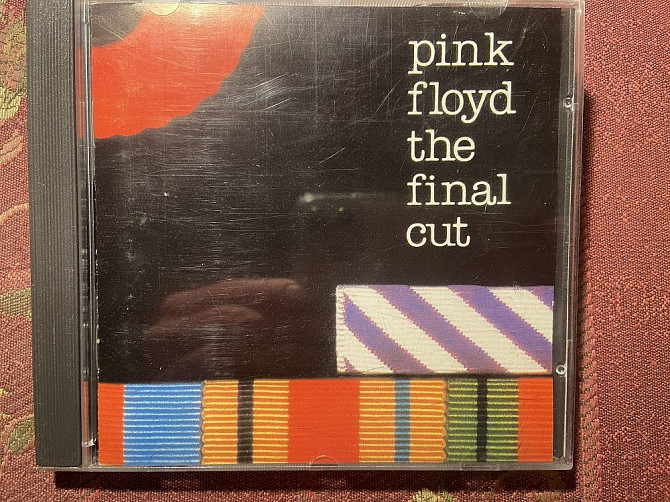 pink
floyd
the
final
cut